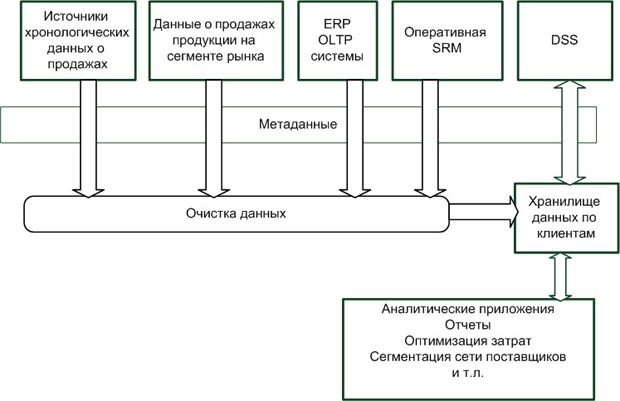 Источники
хронологических
данных о
продажах
Данные о продажах
продукции на
сегменте рынка
ERP
OLTP
системы
Оперативная
SRM
DSS
Метаданные
Очистка данных
Хранилище
данных по
клиентам
Аналитические приложения
Отчеты
Оптимизация затрат
Сегментация сети поставщиков
и т.л.